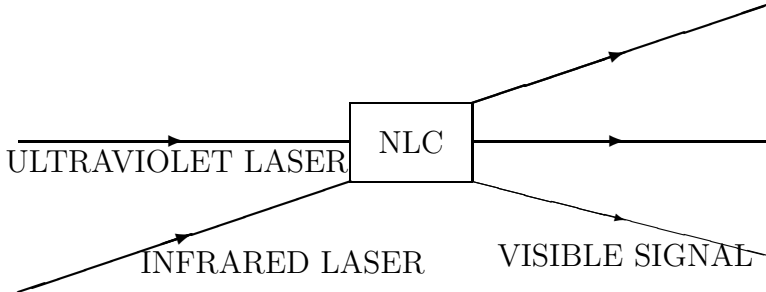 NLC
ULTRAVIOLET LASER
VISIBLE SIGNAL
INFRARED LASER